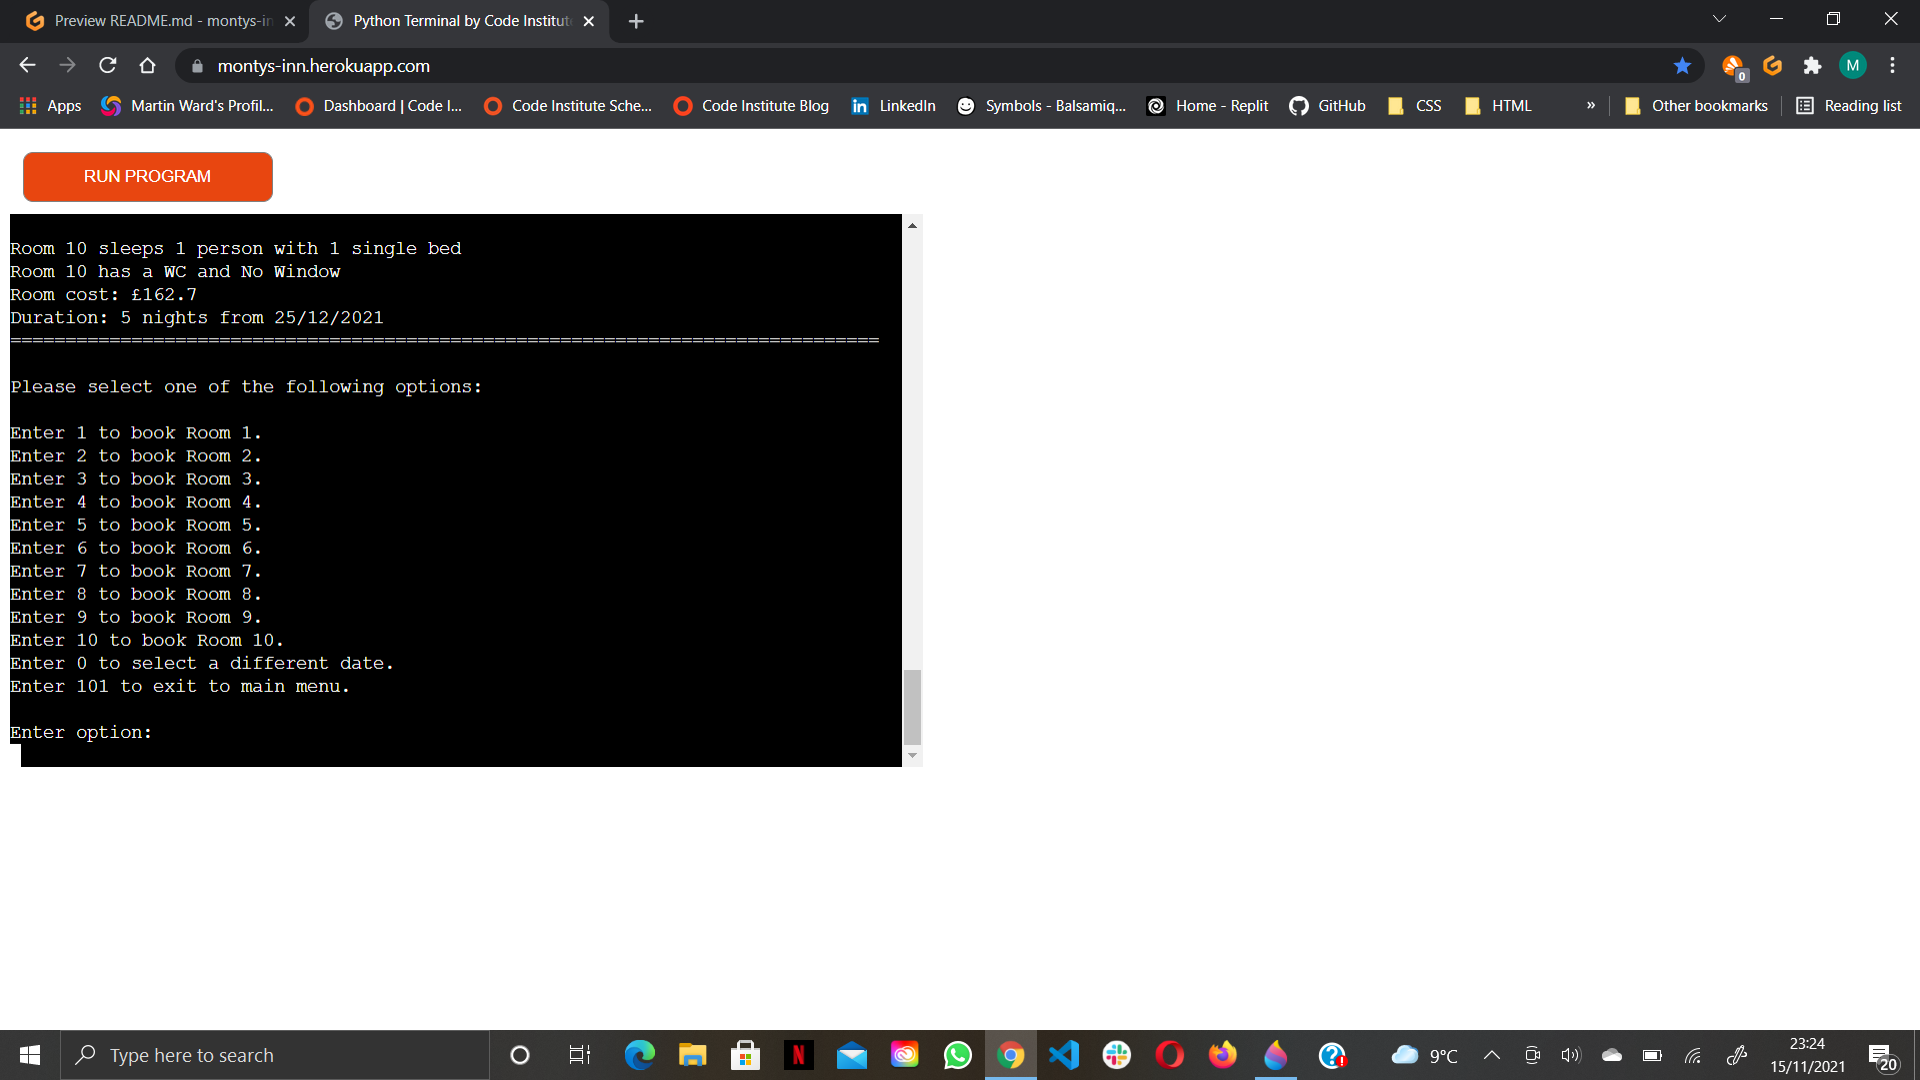 Preview README.md - montys-in
Python Terminal by Code Institut
montys-inn.herokuapp.com
0
M
Apps
Martin Ward's Profil...
Dashboard | Code I...
Code Institute Sche...
Code Institute Blog
LinkedIn
Symbols - Balsamiq...
Home - Replit
GitHub
CSS
HTML
»
Other bookmarks
Reading list
RUN PROGRAM
Room 10 sleeps 1 person with 1 single bed
Room 10 has a WC and No Window
Room cost: £162.7
Duration: 5 nights from 25/12/2021
===============================================================================
Please select one of the following options:
Enter 1 to book Room 1.
Enter 2 to book Room 2.
Enter 3 to book Room 3.
Enter 4 to book Room 4.
Enter 5 to book Room 5.
Enter 6 to book Room 6.
Enter 7 to book Room 7.
Enter 8 to book Room 8.
Enter 9 to book Room 9.
Enter 10 to book Room 10.
Enter 0 to select a different date.
Enter 101 to exit to main menu.
Enter option:
Type here to search
9°C
23:24
15/11/2021
20